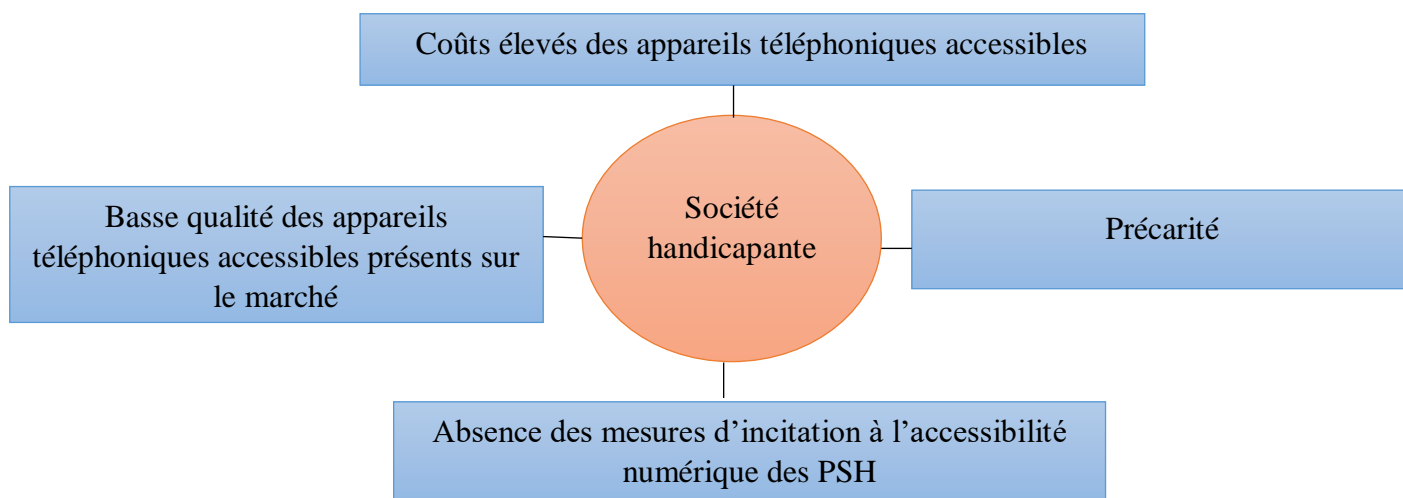 Coûts élevés des appareils téléphoniques accessibles
Basse qualité des appareils
téléphoniques accessibles présents sur
le marché
Société
handicapante
Précarité
Absence des mesures d’incitation à l’accessibilité
numérique des PSH